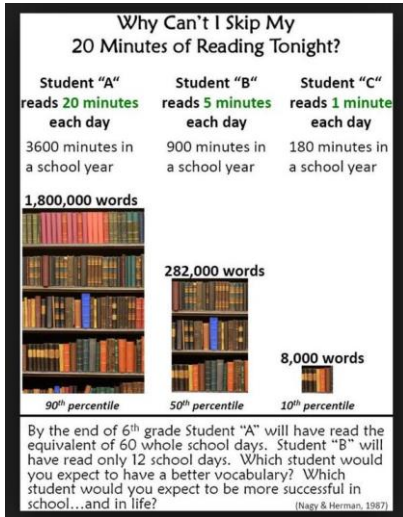 Why Can't I Skip My
20 Minutes of Reading Tonight?
Student "A"
reads 20 minutes
each day
3600 minutes in
a school year
1,800,000 words
90th percentile
Student "B"
reads 5 minutes
each day
900 minutes in
a school year
282,000 words
50th percentile
Student "C"
reads 1 minute
each day
180 minutes in
a school year
8,000 words
10th percentile
By the end of 6th grade Student "A" will have read the
equivalent of 60 whole school days. Student "B" will
have read only 12 school days. Which student would
you expect to have a better vocabulary? Which
student would you expect to be more successful in
school...and in life?
(Nagy & Herman, 1987)